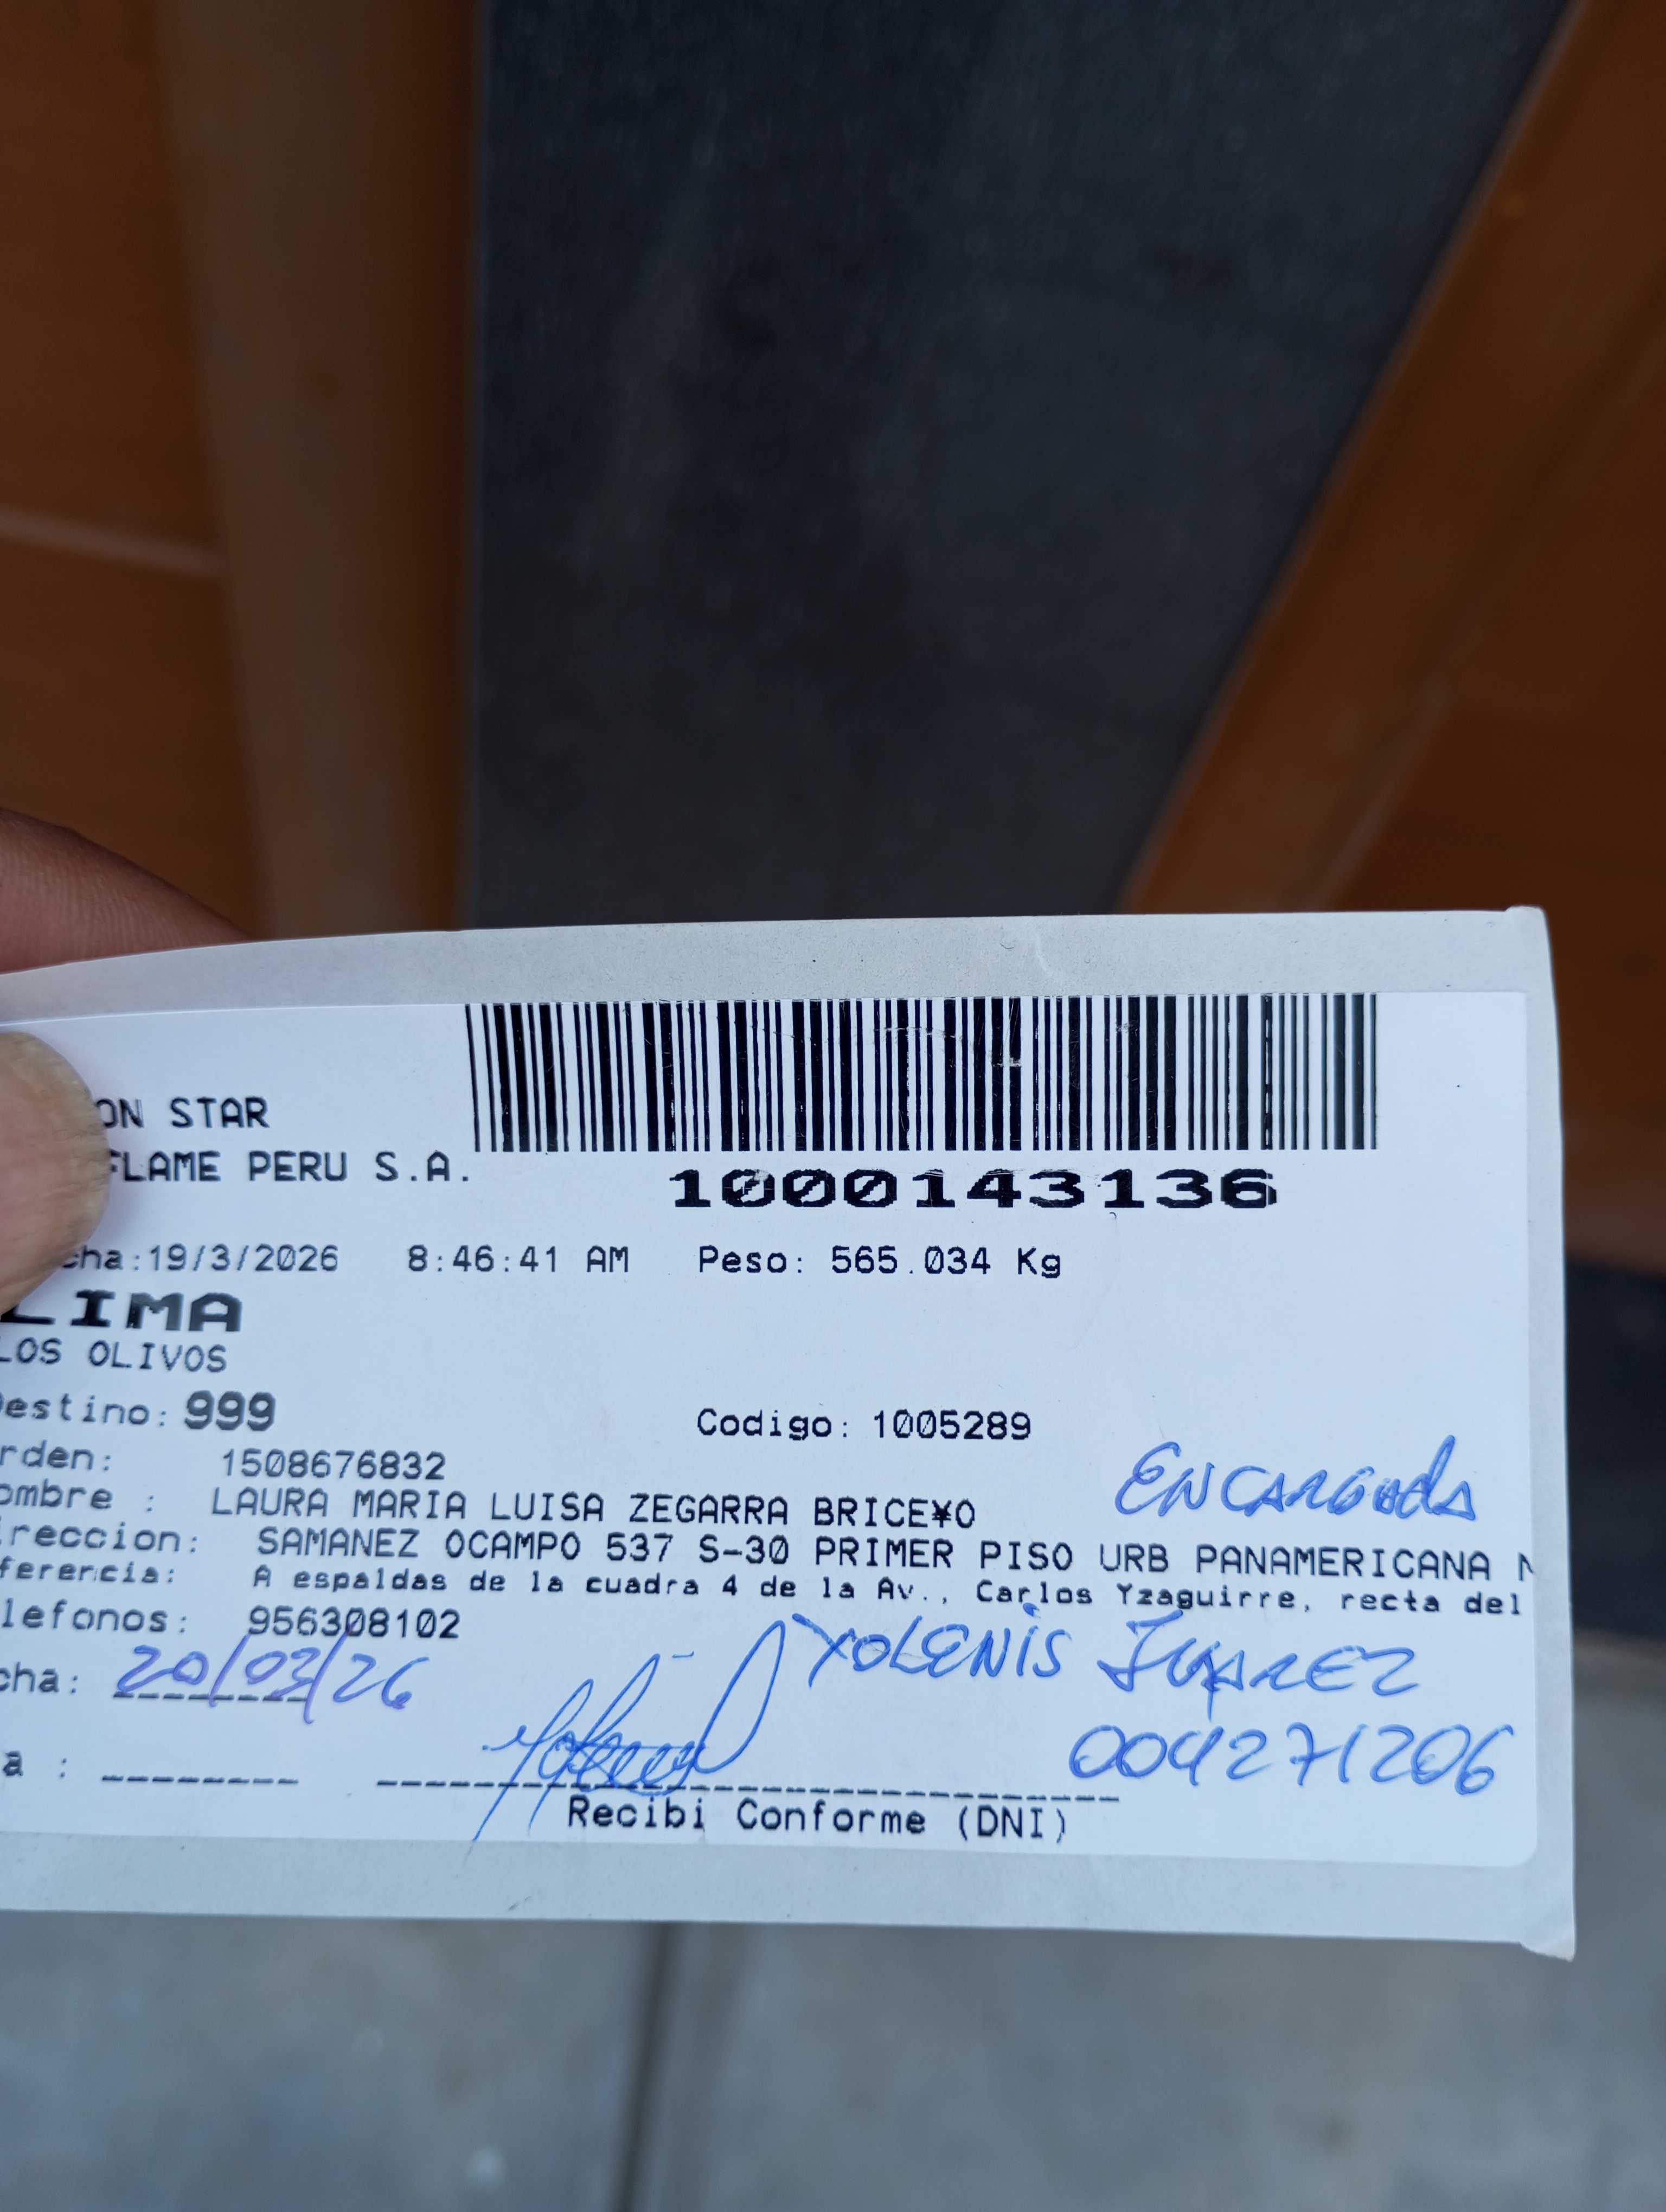 ON STAR
FLAME PERU S.A.
1000143136
cha:19/3/2026 8:46:41 AM Peso: 565.034 Kg
LIMA
LOS OLIVOS
Destino: 999 Codigo: 1005289
rden: 1508676832
ENCARGADA
ombre : LAURA MARIA LUISA ZEGARRA BRICE¥O
ireccion: SAMANEZ OCAMPO 537 S-30 PRIMER PISO URB PANAMERICANA N
ferencia: A espaldas de la cuadra 4 de la Av., Carlos Yzaguirre, recta del
lefonos: 956308102
YOLENIS JUAREZ
cha: 20/03/26
004271206
a :
Recibi Conforme (DNI)